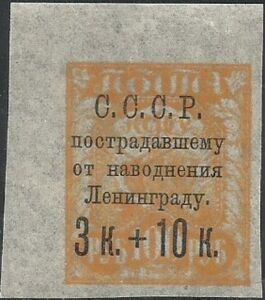 С.С.С.Р.
пострадавшему
от наводнения
Ленинграду.
3 к. + 10 к.